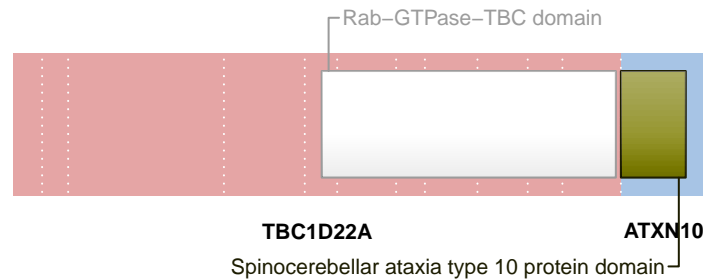 Rab−GTPase−TBC domain
TBC1D22A
ATXN10
Spinocerebellar ataxia type 10 protein domain